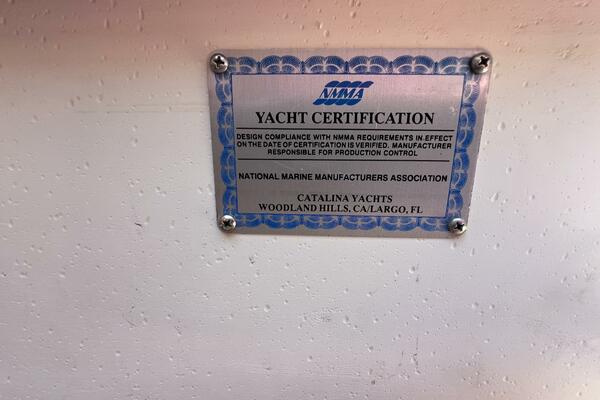 NMMA
YACHT CERTIFICATION
DESIGN COMPLIANCE WITH NMMA REQUIREMENTS IN EFFECT
ON THE DATE OF CERTIFICATION IS VERIFIED. MANUFACTURER
RESPONSIBLE FOR PRODUCTION CONTROL
NATIONAL MARINE MANUFACTURERS ASSOCIATION
CATALINA YACHTS
WOODLAND HILLS, CA/LARGO, FL